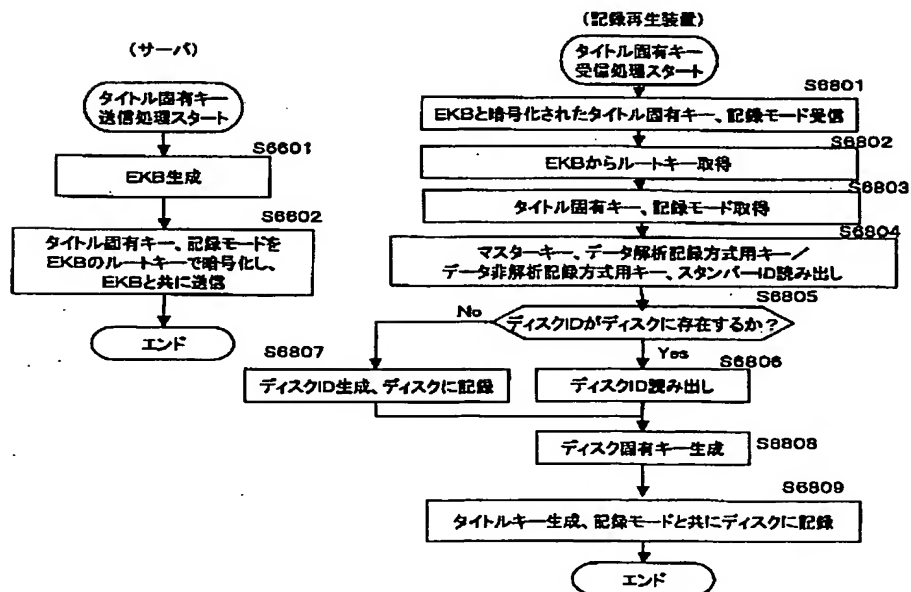 (サーバ)
タイトル固有キー
送信処理スタート
S6601
EKB生成
S6602
タイトル固有キー、記録モードを
EKBのルートキーで暗号化し、
EKBと共に送信
エンド
(記録再生装置)
タイトル固有キー
受信処理スタート
S6801
EKBと暗号化されたタイトル固有キー、記録モード受信
S6802
EKBからルートキー取得
S6803
タイトル固有キー、記録モード取得
S6804
マスターキー、データ解析記録方式用キー/
データ非解析記録方式用キー、スタンパーID読み出し
S6805
ディスクIDがディスクに存在するか?
No
Yes
S6807
ディスクID生成、ディスクに記録
S6806
ディスクID読み出し
ディスク固有キー生成
S6808
S6809
タイトルキー生成、記録モードと共にディスクに記録
エンド